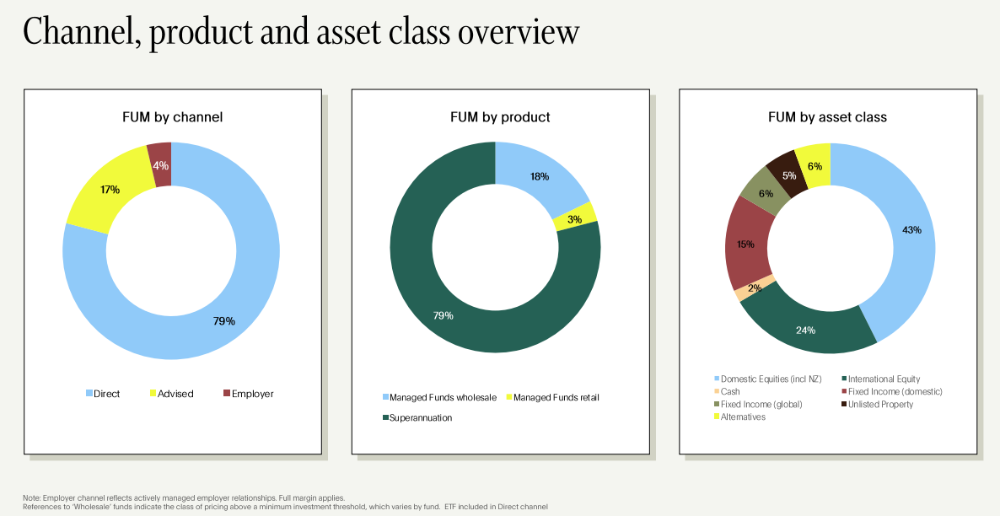 Channel, product and asset class overview
FUM by channel
4%
17%
79%
Direct
Advised
Employer
FUM by product
18%
3%
79%
Managed Funds wholesale
Managed Funds retail
Superannuation
FUM by asset class
6%
5%
6%
43%
15%
2%
24%
Domestic Equities (incl NZ)
International Equity
Cash
Fixed Income (domestic)
Fixed Income (global)
Unlisted Property
Alternatives
Note: Employer channel reflects actively managed employer relationships. Full margin applies.
References to 'Wholesale' funds indicate the class of pricing above a minimum investment threshold, which varies by fund. ETF included in Direct channel